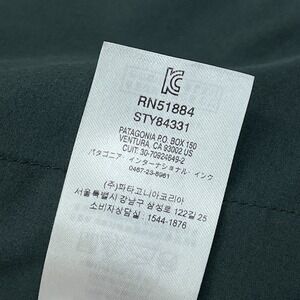 RN51884
STY84331
PATAGONIA P.O. BOX 150
VENTURA, CA 93002 US
CUIT: 30-70924649-2
パタゴニア・インターナショナル・インク
0467-23-8961
(주)파타고니아코리아
서울특별시 강남구 삼성로 122길 25
소비자상담실 : 1544-1876